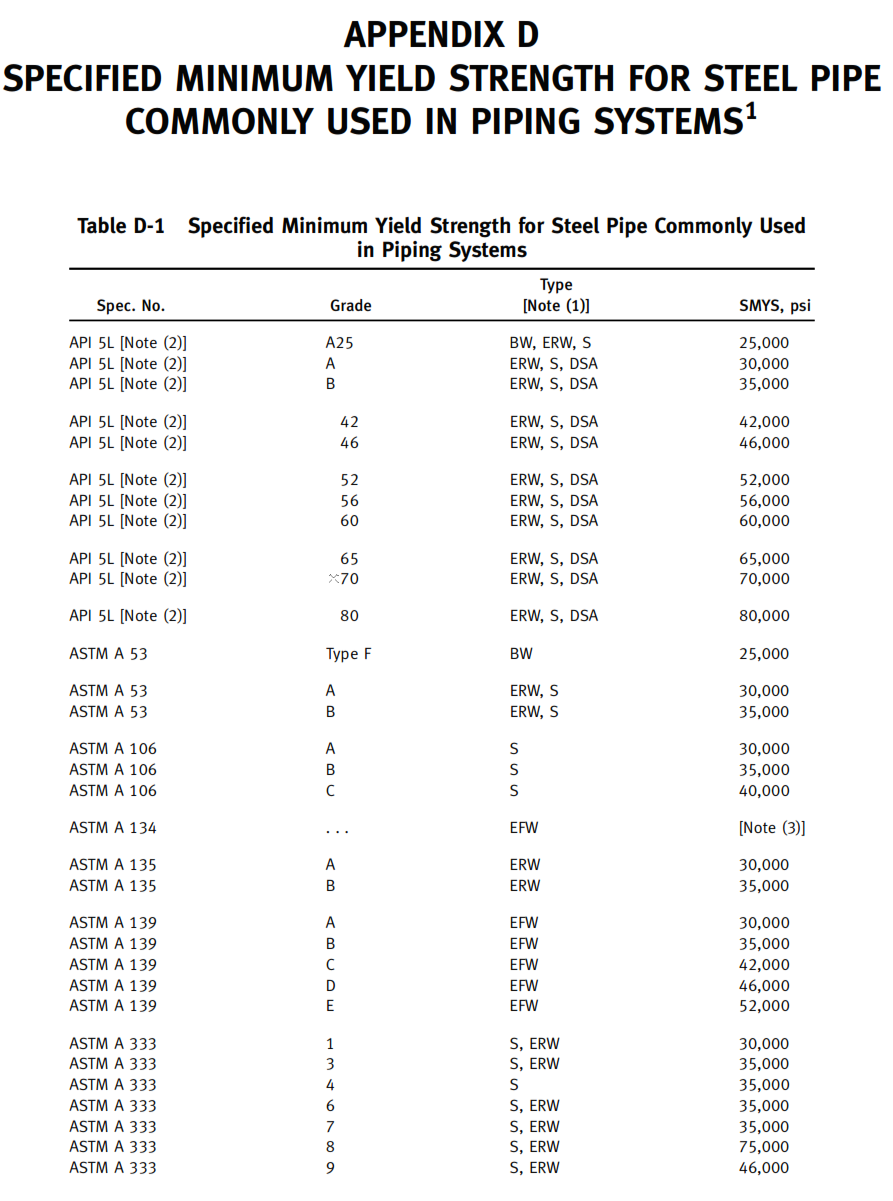 APPENDIX D
SPECIFIED MINIMUM YIELD STRENGTH FOR STEEL PIPE
COMMONLY USED IN PIPING SYSTEMS¹
Table D-1 Specified Minimum Yield Strength for Steel Pipe Commonly Used
in Piping Systems
Type
Spec. No. Grade [Note (1)] SMYS, psi
API 5L [Note (2)] A25 BW, ERW, S 25,000
API 5L [Note (2)] A ERW, S, DSA 30,000
API 5L [Note (2)] B ERW, S, DSA 35,000
API 5L [Note (2)] 42 ERW, S, DSA 42,000
API 5L [Note (2)] 46 ERW, S, DSA 46,000
API 5L [Note (2)] 52 ERW, S, DSA 52,000
API 5L [Note (2)] 56 ERW, S, DSA 56,000
API 5L [Note (2)] 60 ERW, S, DSA 60,000
API 5L [Note (2)] 65 ERW, S, DSA 65,000
API 5L [Note (2)] ×70 ERW, S, DSA 70,000
API 5L [Note (2)] 80 ERW, S, DSA 80,000
ASTM A 53 Type F BW 25,000
ASTM A 53 A ERW, S 30,000
ASTM A 53 B ERW, S 35,000
ASTM A 106 A S 30,000
ASTM A 106 B S 35,000
ASTM A 106 C S 40,000
ASTM A 134 . . . EFW [Note (3)]
ASTM A 135 A ERW 30,000
ASTM A 135 B ERW 35,000
ASTM A 139 A EFW 30,000
ASTM A 139 B EFW 35,000
ASTM A 139 C EFW 42,000
ASTM A 139 D EFW 46,000
ASTM A 139 E EFW 52,000
ASTM A 333 1 S, ERW 30,000
ASTM A 333 3 S, ERW 35,000
ASTM A 333 4 S 35,000
ASTM A 333 6 S, ERW 35,000
ASTM A 333 7 S, ERW 35,000
ASTM A 333 8 S, ERW 75,000
ASTM A 333 9 S, ERW 46,000